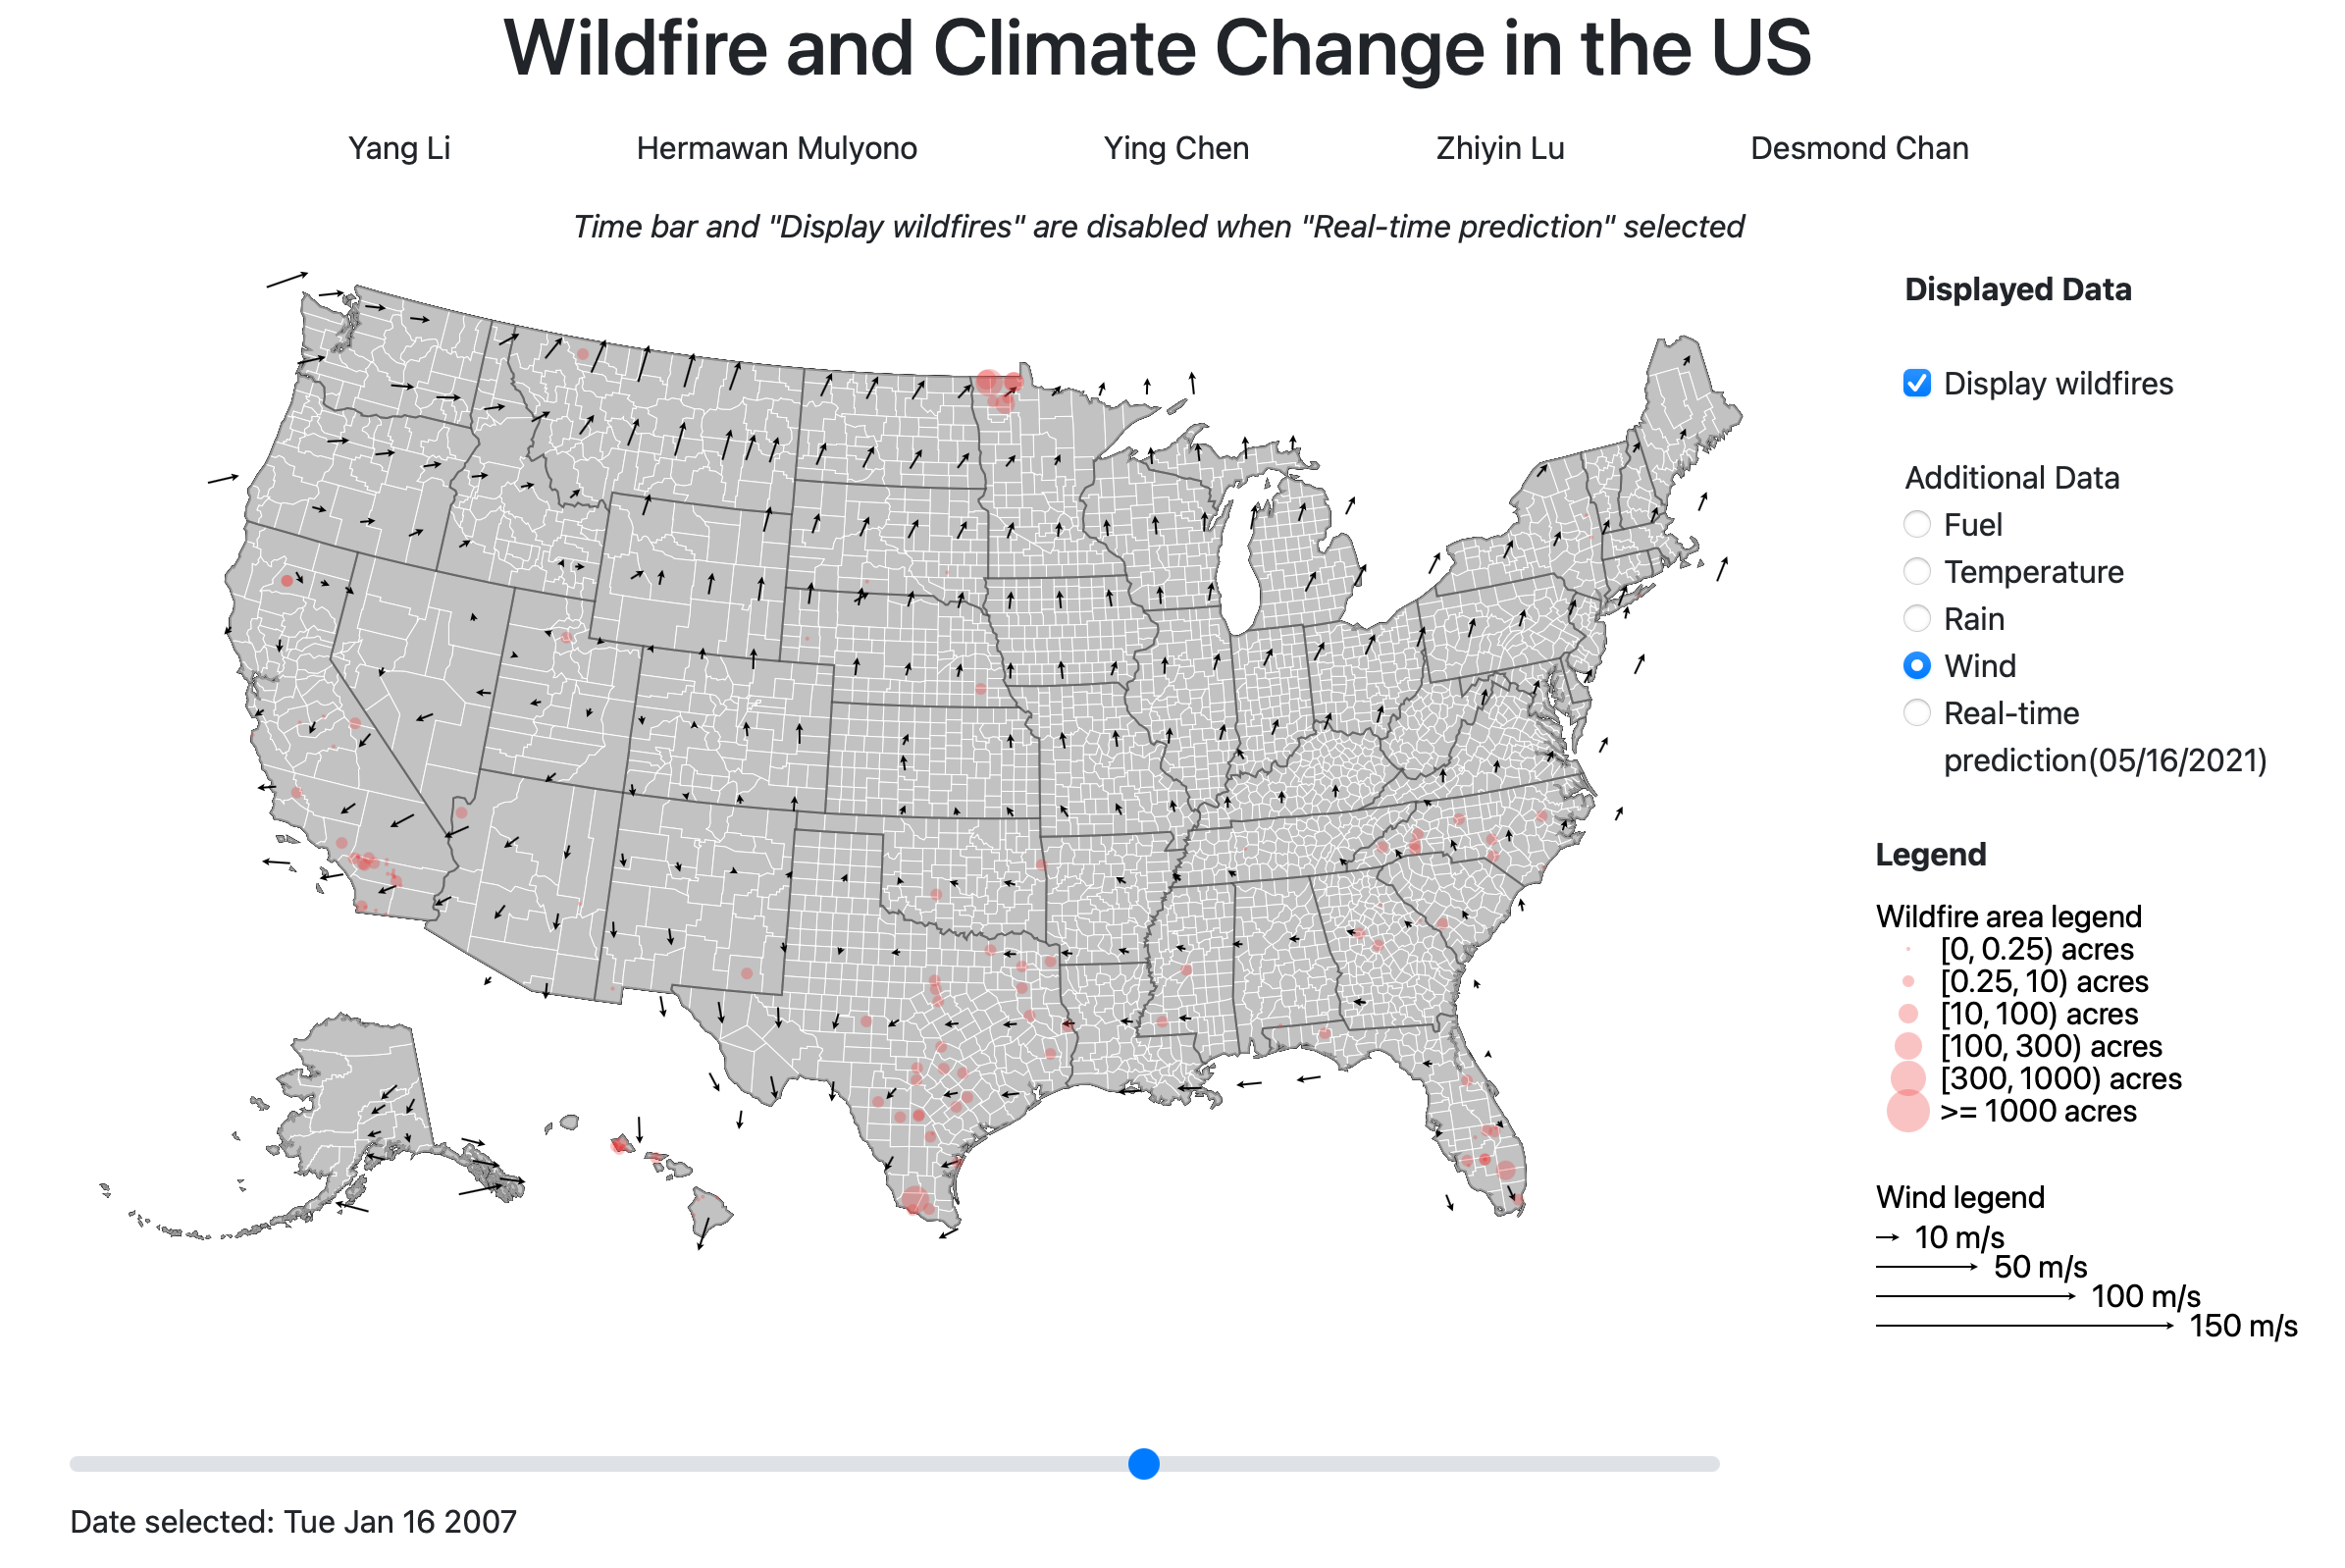 Wildfire and Climate Change in the US
Yang Li Hermawan Mulyono Ying Chen Zhiyin Lu Desmond Chan
Time bar and "Display wildfires" are disabled when "Real-time prediction" selected
Displayed Data
Display wildfires
Additional Data
Fuel
Temperature
Rain
Wind
Real-time
prediction(05/16/2021)
Legend
Wildfire area legend
[0, 0.25) acres
[0.25, 10) acres
[10, 100) acres
[100, 300) acres
[300, 1000) acres
>= 1000 acres
Wind legend
10 m/s
50 m/s
100 m/s
150 m/s
Date selected: Tue Jan 16 2007